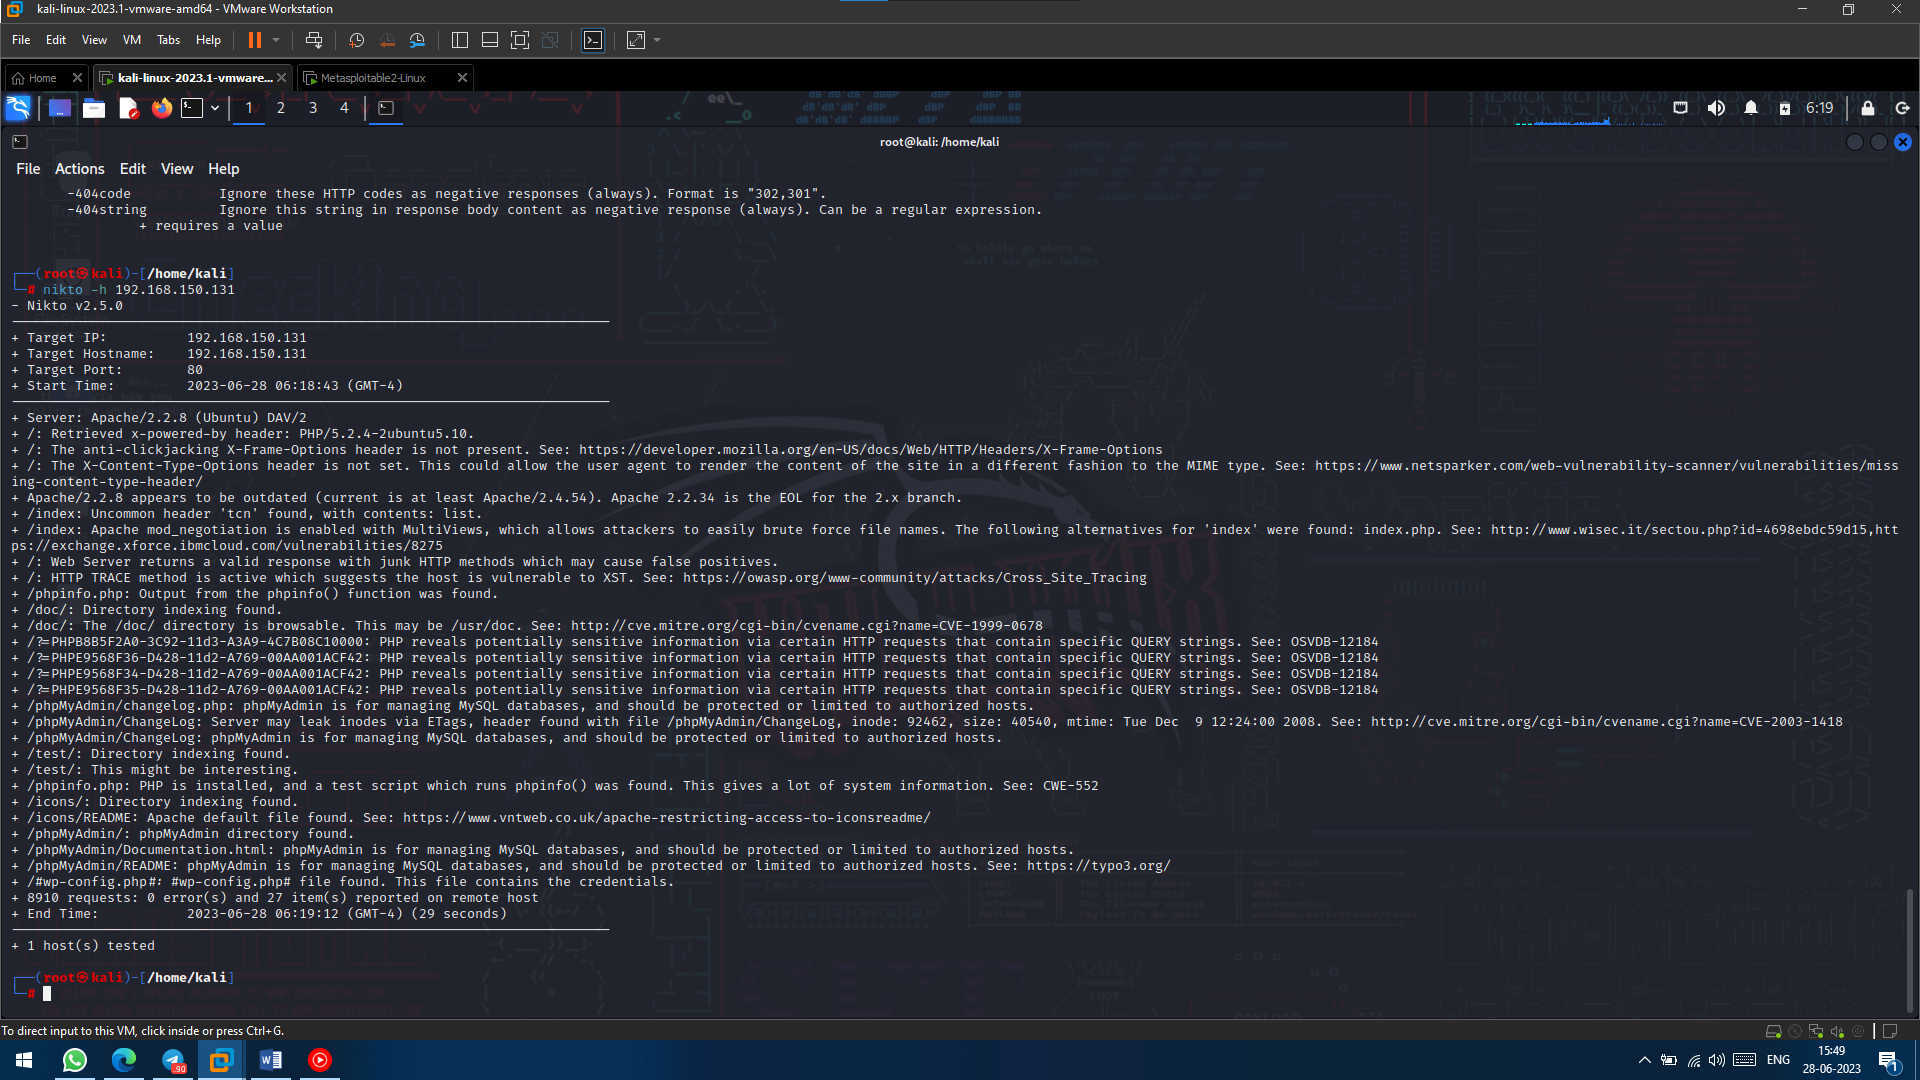 kali-linux-2023.1-vmware-amd64 - VMware Workstation
File Edit View VM Tabs Help
Home kali-linux-2023.1-vmware... Metasploitable2-Linux
1 2 3 4 6:19
root@kali: /home/kali
File Actions Edit View Help
-404code Ignore these HTTP codes as negative responses (always). Format is "302,301".
-404string Ignore this string in response body content as negative response (always). Can be a regular expression.
+ requires a value
(root㉿kali)-[/home/kali]
# nikto -h 192.168.150.131
- Nikto v2.5.0
+ Target IP: 192.168.150.131
+ Target Hostname: 192.168.150.131
+ Target Port: 80
+ Start Time: 2023-06-28 06:18:43 (GMT-4)
+ Server: Apache/2.2.8 (Ubuntu) DAV/2
+ /: Retrieved x-powered-by header: PHP/5.2.4-2ubuntu5.10.
+ /: The anti-clickjacking X-Frame-Options header is not present. See: https://developer.mozilla.org/en-US/docs/Web/HTTP/Headers/X-Frame-Options
+ /: The X-Content-Type-Options header is not set. This could allow the user agent to render the content of the site in a different fashion to the MIME type. See: https://www.netsparker.com/web-vulnerability-scanner/vulnerabilities/miss
ing-content-type-header/
+ Apache/2.2.8 appears to be outdated (current is at least Apache/2.4.54). Apache 2.2.34 is the EOL for the 2.x branch.
+ /index: Uncommon header 'tcn' found, with contents: list.
+ /index: Apache mod_negotiation is enabled with MultiViews, which allows attackers to easily brute force file names. The following alternatives for 'index' were found: index.php. See: http://www.wisec.it/sectou.php?id=4698ebdc59d15,htt
ps://exchange.xforce.ibmcloud.com/vulnerabilities/8275
+ /: Web Server returns a valid response with junk HTTP methods which may cause false positives.
+ /: HTTP TRACE method is active which suggests the host is vulnerable to XST. See: https://owasp.org/www-community/attacks/Cross_Site_Tracing
+ /phpinfo.php: Output from the phpinfo() function was found.
+ /doc/: Directory indexing found.
+ /doc/: The /doc/ directory is browsable. This may be /usr/doc. See: http://cve.mitre.org/cgi-bin/cvename.cgi?name=CVE-1999-0678
+ /?=PHPB8B5F2A0-3C92-11d3-A3A9-4C7B08C10000: PHP reveals potentially sensitive information via certain HTTP requests that contain specific QUERY strings. See: OSVDB-12184
+ /?=PHPE9568F36-D428-11d2-A769-00AA001ACF42: PHP reveals potentially sensitive information via certain HTTP requests that contain specific QUERY strings. See: OSVDB-12184
+ /?=PHPE9568F34-D428-11d2-A769-00AA001ACF42: PHP reveals potentially sensitive information via certain HTTP requests that contain specific QUERY strings. See: OSVDB-12184
+ /?=PHPE9568F35-D428-11d2-A769-00AA001ACF42: PHP reveals potentially sensitive information via certain HTTP requests that contain specific QUERY strings. See: OSVDB-12184
+ /phpMyAdmin/changelog.php: phpMyAdmin is for managing MySQL databases, and should be protected or limited to authorized hosts.
+ /phpMyAdmin/ChangeLog: Server may leak inodes via ETags, header found with file /phpMyAdmin/ChangeLog, inode: 92462, size: 40540, mtime: Tue Dec  9 12:24:00 2008. See: http://cve.mitre.org/cgi-bin/cvename.cgi?name=CVE-2003-1418
+ /phpMyAdmin/ChangeLog: phpMyAdmin is for managing MySQL databases, and should be protected or limited to authorized hosts.
+ /test/: Directory indexing found.
+ /test/: This might be interesting.
+ /phpinfo.php: PHP is installed, and a test script which runs phpinfo() was found. This gives a lot of system information. See: CWE-552
+ /icons/: Directory indexing found.
+ /icons/README: Apache default file found. See: https://www.vntweb.co.uk/apache-restricting-access-to-iconsreadme/
+ /phpMyAdmin/: phpMyAdmin directory found.
+ /phpMyAdmin/Documentation.html: phpMyAdmin is for managing MySQL databases, and should be protected or limited to authorized hosts.
+ /phpMyAdmin/README: phpMyAdmin is for managing MySQL databases, and should be protected or limited to authorized hosts. See: https://typo3.org/
+ /#wp-config.php#: #wp-config.php# file found. This file contains the credentials.
+ 8910 requests: 0 error(s) and 27 item(s) reported on remote host
+ End Time: 2023-06-28 06:19:12 (GMT-4) (29 seconds)
+ 1 host(s) tested
(root㉿kali)-[/home/kali]
#
To direct input to this VM, click inside or press Ctrl+G.
ENG 15:49
28-06-2023